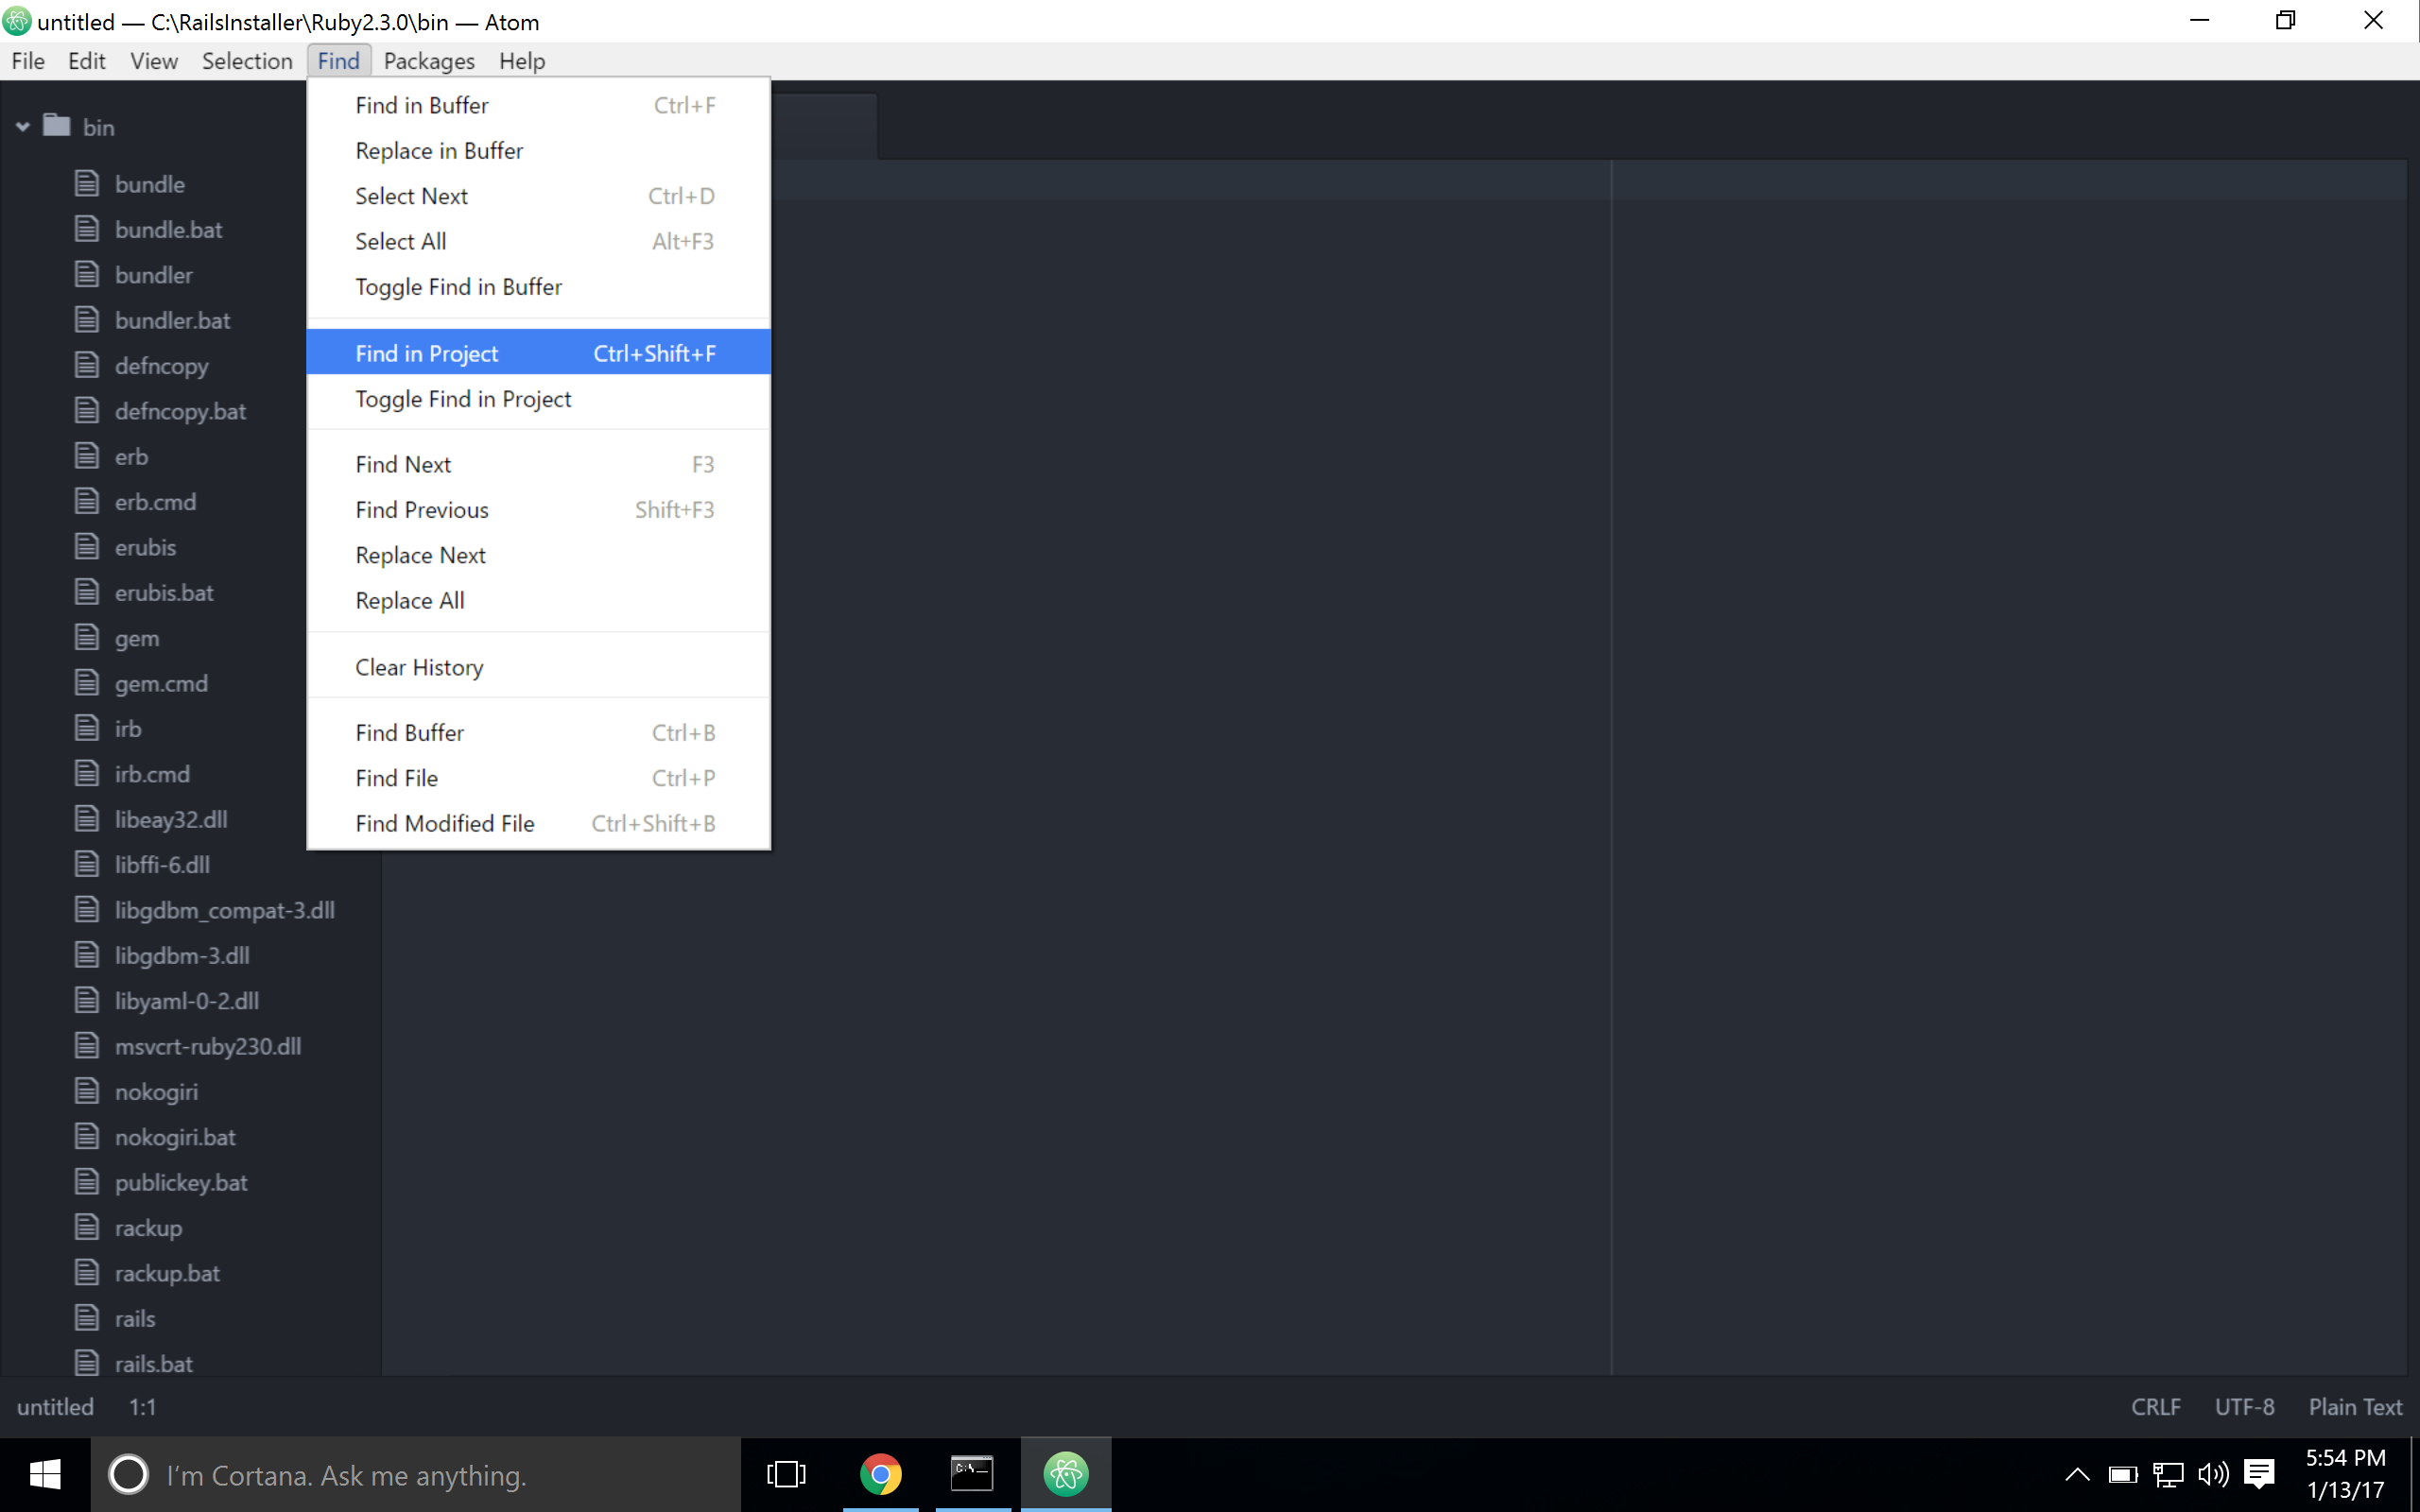 untitled — C:\RailsInstaller\Ruby2.3.0\bin — Atom
File Edit View Selection Find Packages Help
Find in Buffer Ctrl+F
Replace in Buffer
Select Next Ctrl+D
Select All Alt+F3
Toggle Find in Buffer
Find in Project Ctrl+Shift+F
Toggle Find in Project
Find Next F3
Find Previous Shift+F3
Replace Next
Replace All
Clear History
Find Buffer Ctrl+B
Find File Ctrl+P
Find Modified File Ctrl+Shift+B
bin
bundle
bundle.bat
bundler
bundler.bat
defncopy
defncopy.bat
erb
erb.cmd
erubis
erubis.bat
gem
gem.cmd
irb
irb.cmd
libeay32.dll
libffi-6.dll
libgdbm_compat-3.dll
libgdbm-3.dll
libyaml-0-2.dll
msvcrt-ruby230.dll
nokogiri
nokogiri.bat
publickey.bat
rackup
rackup.bat
rails
rails.bat
untitled 1:1 CRLF UTF-8 Plain Text
I'm Cortana. Ask me anything.
C:\
5:54 PM
1/13/17